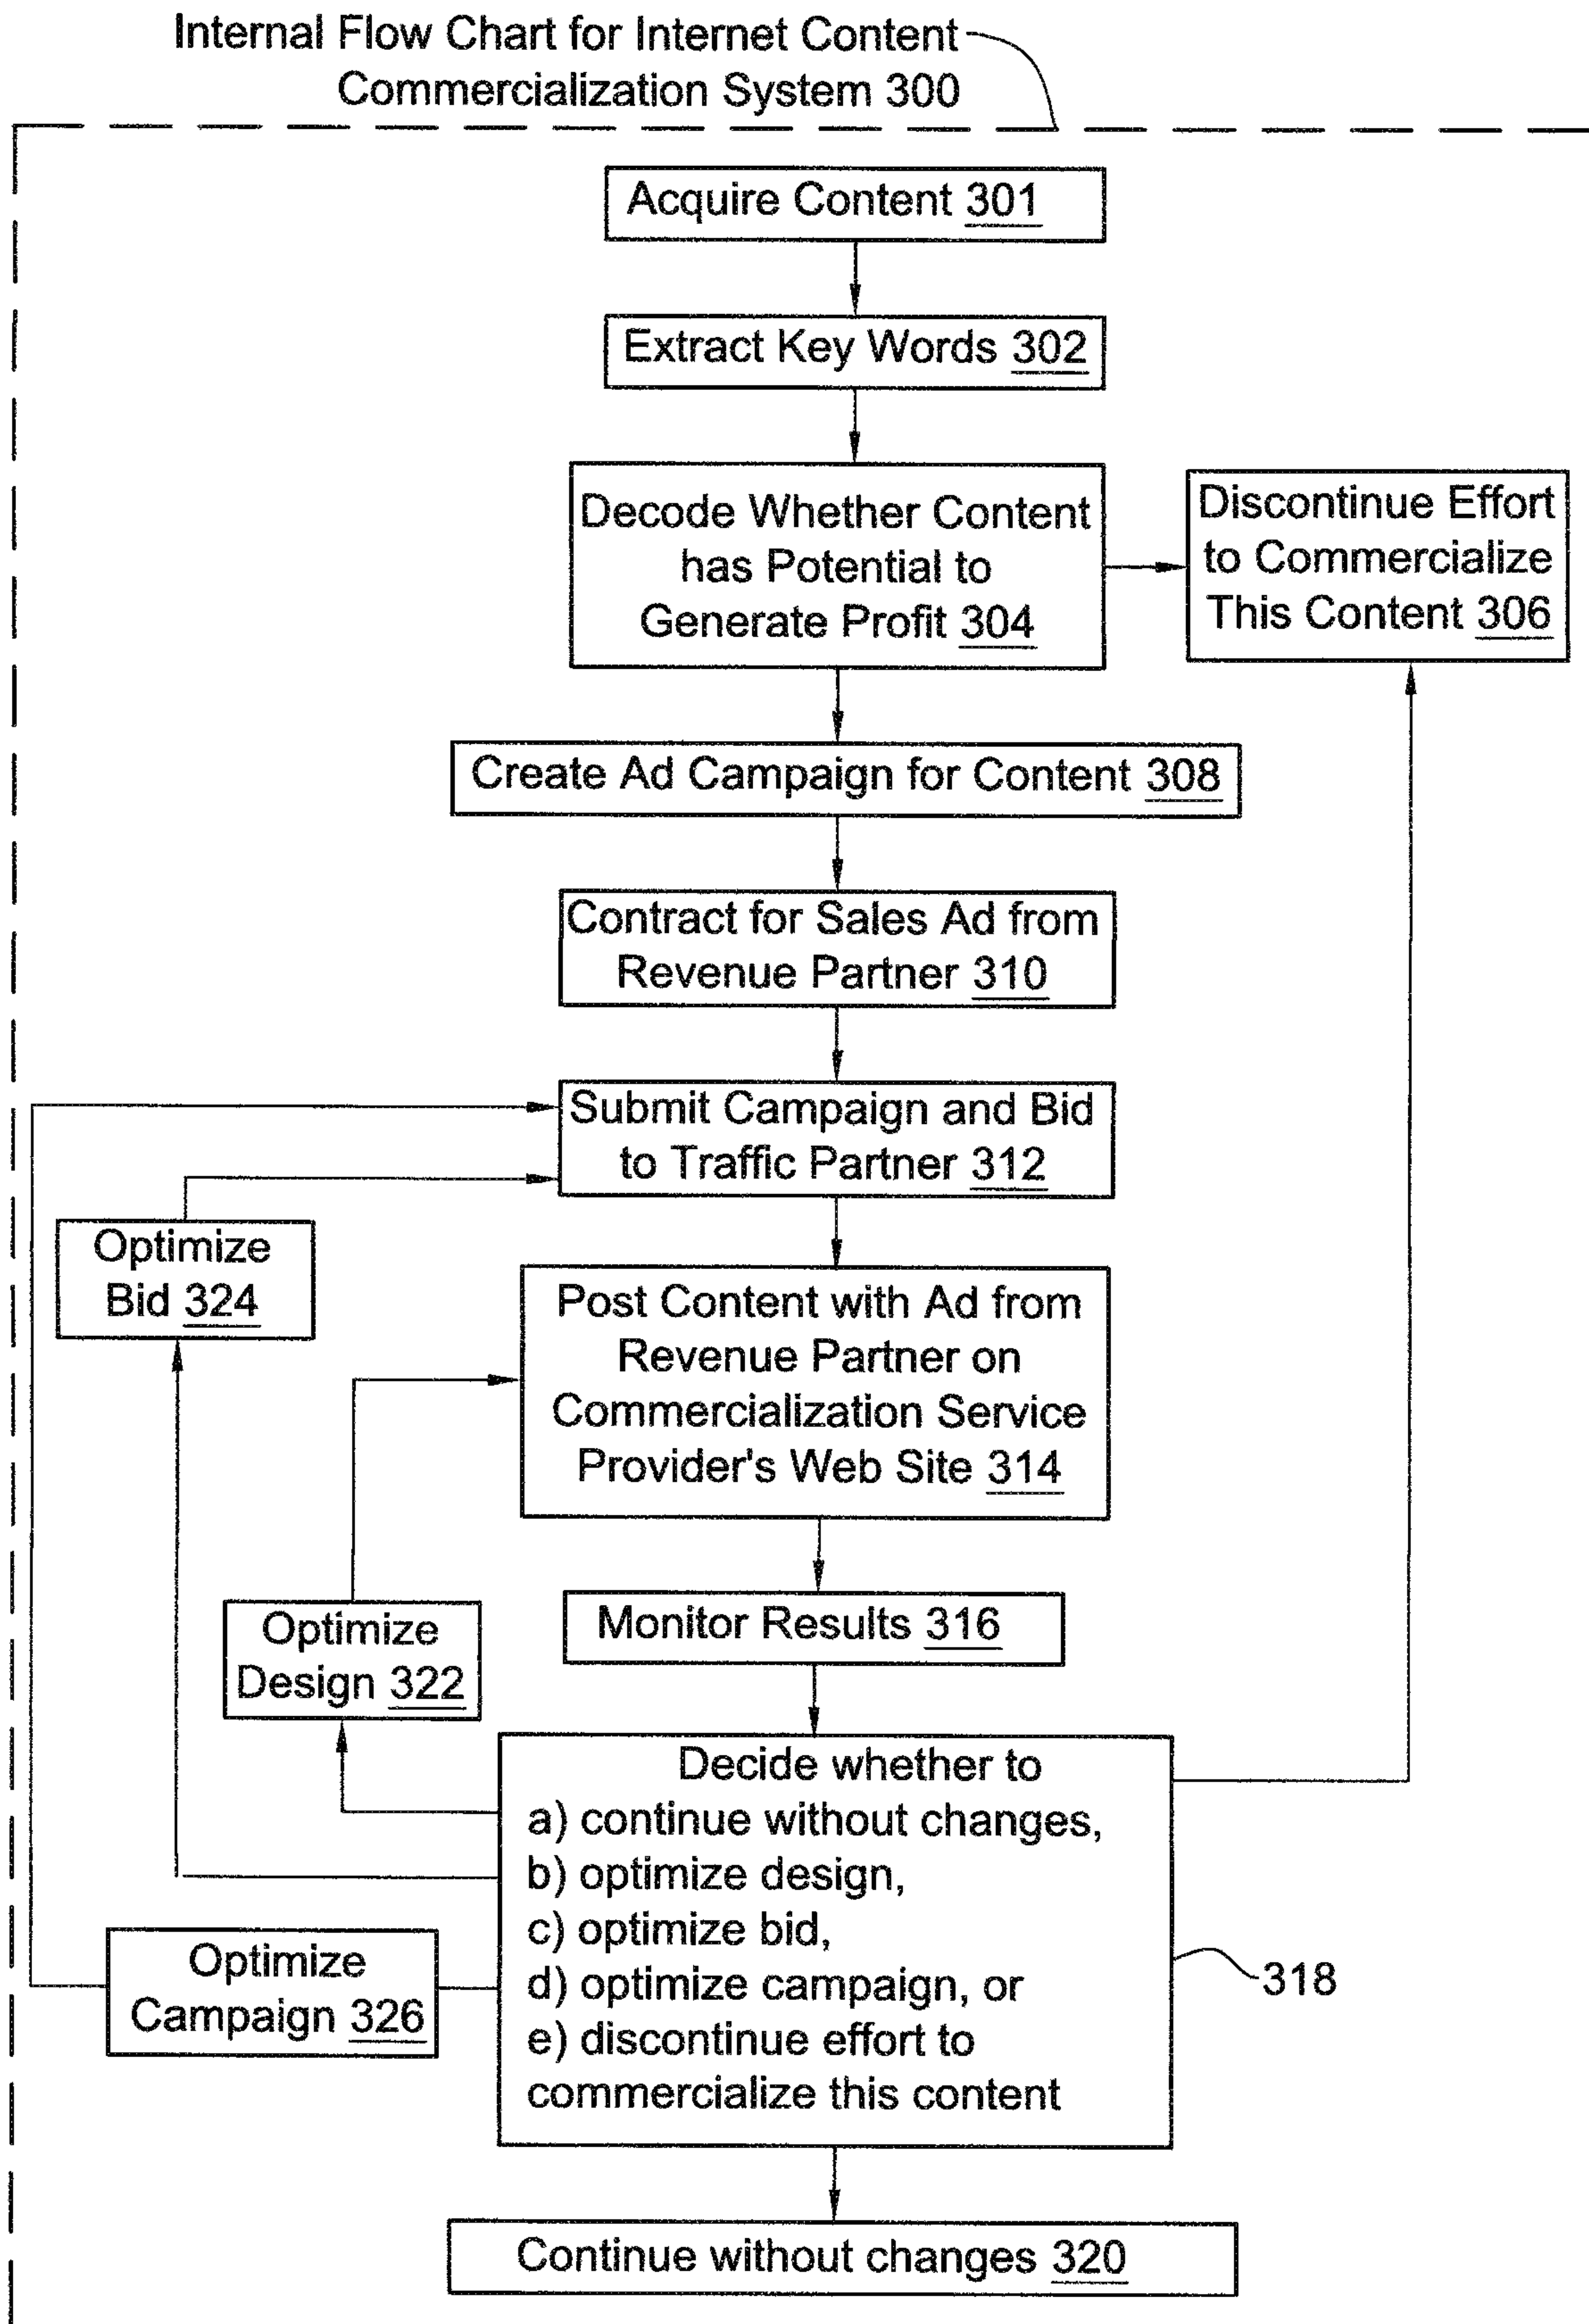 Internal Flow Chart for Internet Content
Commercialization System 300
Acquire Content 301
Extract Key Words 302
Decode Whether Content
has Potential to
Generate Profit 304
Discontinue Effort
to Commercialize
This Content 306
Create Ad Campaign for Content 308
Contract for Sales Ad from
Revenue Partner 310
Submit Campaign and Bid
to Traffic Partner 312
Optimize
Bid 324
Post Content with Ad from
Revenue Partner on
Commercialization Service
Provider's Web Site 314
Optimize
Design 322
Monitor Results 316
Decide whether to
a) continue without changes,
b) optimize design,
c) optimize bid,
d) optimize campaign, or
e) discontinue effort to
commercialize this content
318
Optimize
Campaign 326
Continue without changes 320